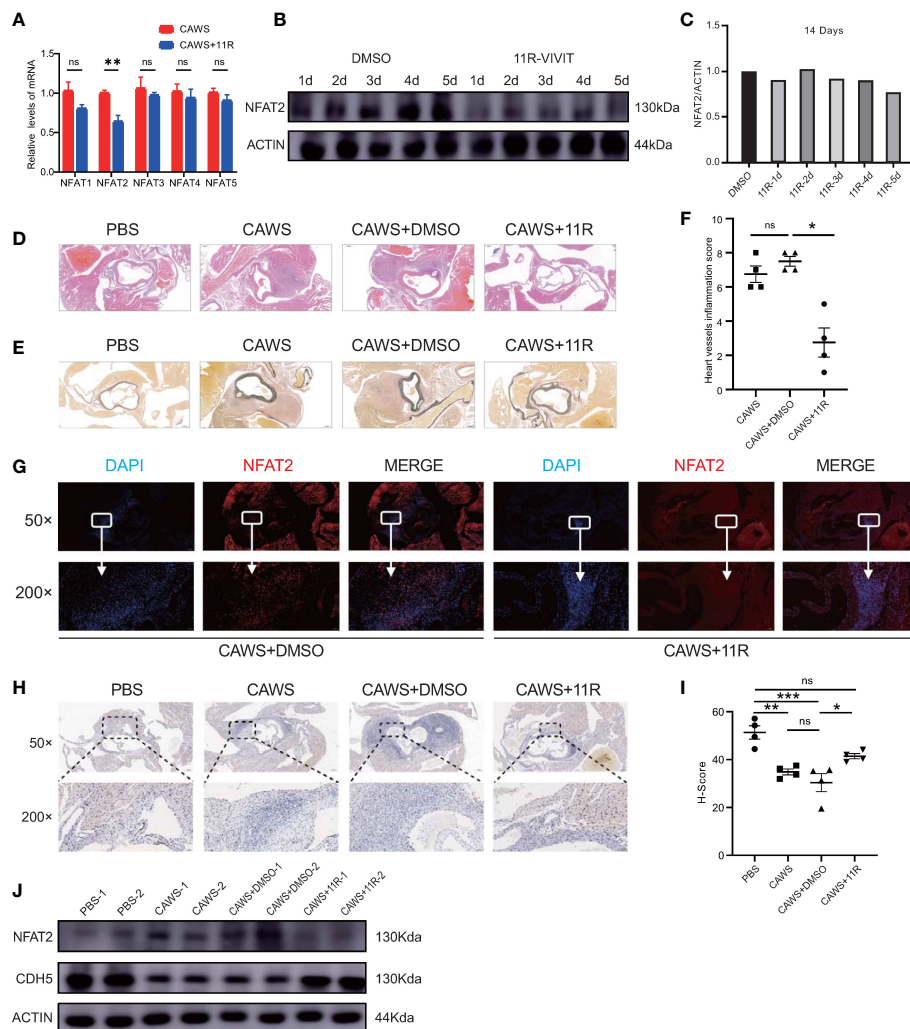 A
CAWS
CAWS+11R
Relative levels of mRNA
1.5
1.0
0.5
0.0
ns
**
ns
ns
ns
NFAT1
NFAT2
NFAT3
NFAT4
NFAT5
B
DMSO
11R-VIVIT
1d 2d 3d 4d 5d 1d 2d 3d 4d 5d
NFAT2
130kDa
ACTIN
44kDa
C
14 Days
NFAT2/ACTIN
1.5
1.0
0.5
0.0
DMSO
11R-1d
11R-2d
11R-3d
11R-4d
11R-5d
D
PBS
CAWS
CAWS+DMSO
CAWS+11R
E
PBS
CAWS
CAWS+DMSO
CAWS+11R
F
Heart vessels inflamation score
10
8
6
4
2
0
ns
*
CAWS
CAWS+DMSO
CAWS+11R
G
DAPI
NFAT2
MERGE
DAPI
NFAT2
MERGE
50×
200×
CAWS+DMSO
CAWS+11R
H
PBS
CAWS
CAWS+DMSO
CAWS+11R
50×
200×
I
H-Score
60
40
20
0
ns
***
**
ns
*
PBS
CAWS
CAWS+DMSO
CAWS+11R
J
PBS-1
PBS-2
CAWS-1
CAWS-2
CAWS+DMSO-1
CAWS+DMSO-2
CAWS+11R-1
CAWS+11R-2
NFAT2
130Kda
CDH5
130Kda
ACTIN
44Kda